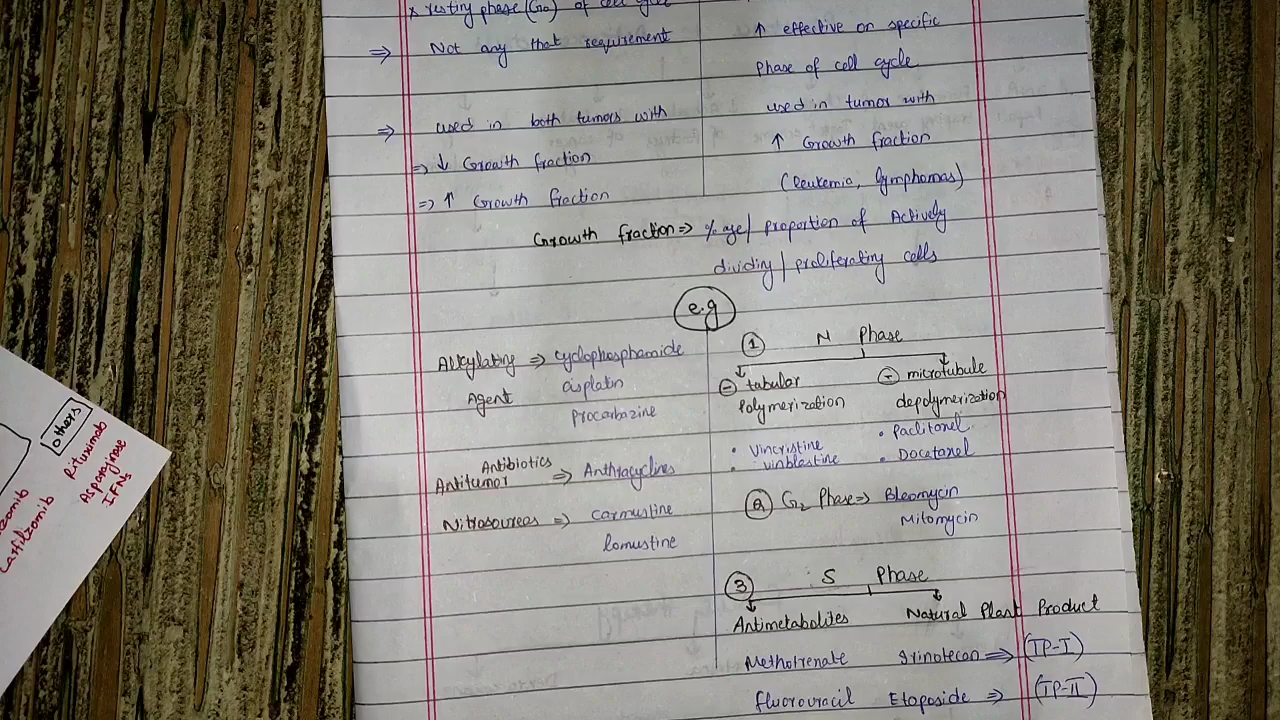 x resting phase (G0) of cell cycle
⇒ Not any that requirement
↑ effective on specific
Phase of cell cycle
⇒ used in both tumors with
⇒ ↓ Growth fraction
⇒ ↑ Growth fraction
used in tumor with
↑ Growth fraction
(leukemia, lymphomas)
Growth fraction ⇒ % age/ proportion of Actively
dividing / proliferating cells
e.g
Alkylating ⇒ cyclophosphamide
Agent cisplatin
procarbazine
Antibiotics
Antitumor ⇒ Anthracyclines
Nitrosoureas ⇒ carmustine
lomustine
① N Phase
⊖ tabular
polymerization
• Vincristine
• vinblastine
⊖ microtubule
depolymerization
• Paclitaxel
• Docetaxel
② G2 Phase ⇒ Bleomycin
Mitomycin
③ S Phase
Antimetabolites Natural Plant Product
Methotrexate Irinotecan ⇒ (TP-I)
fluorouracil Etoposide ⇒ (TP-II)
others
Rituximab
Asparaginase
IFNs
zomib
Carfilzomib